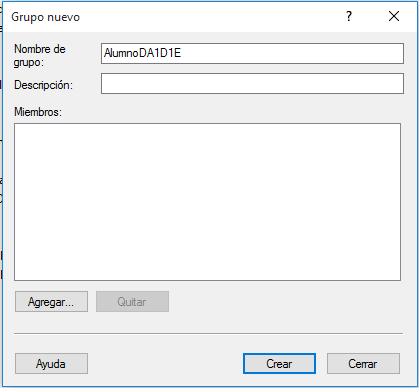 Grupo nuevo
?
Nombre de
grupo:
AlumnoDA1D1E
Descripción:
Miembros:
Agregar...
Quitar
Ayuda
Crear
Cerrar